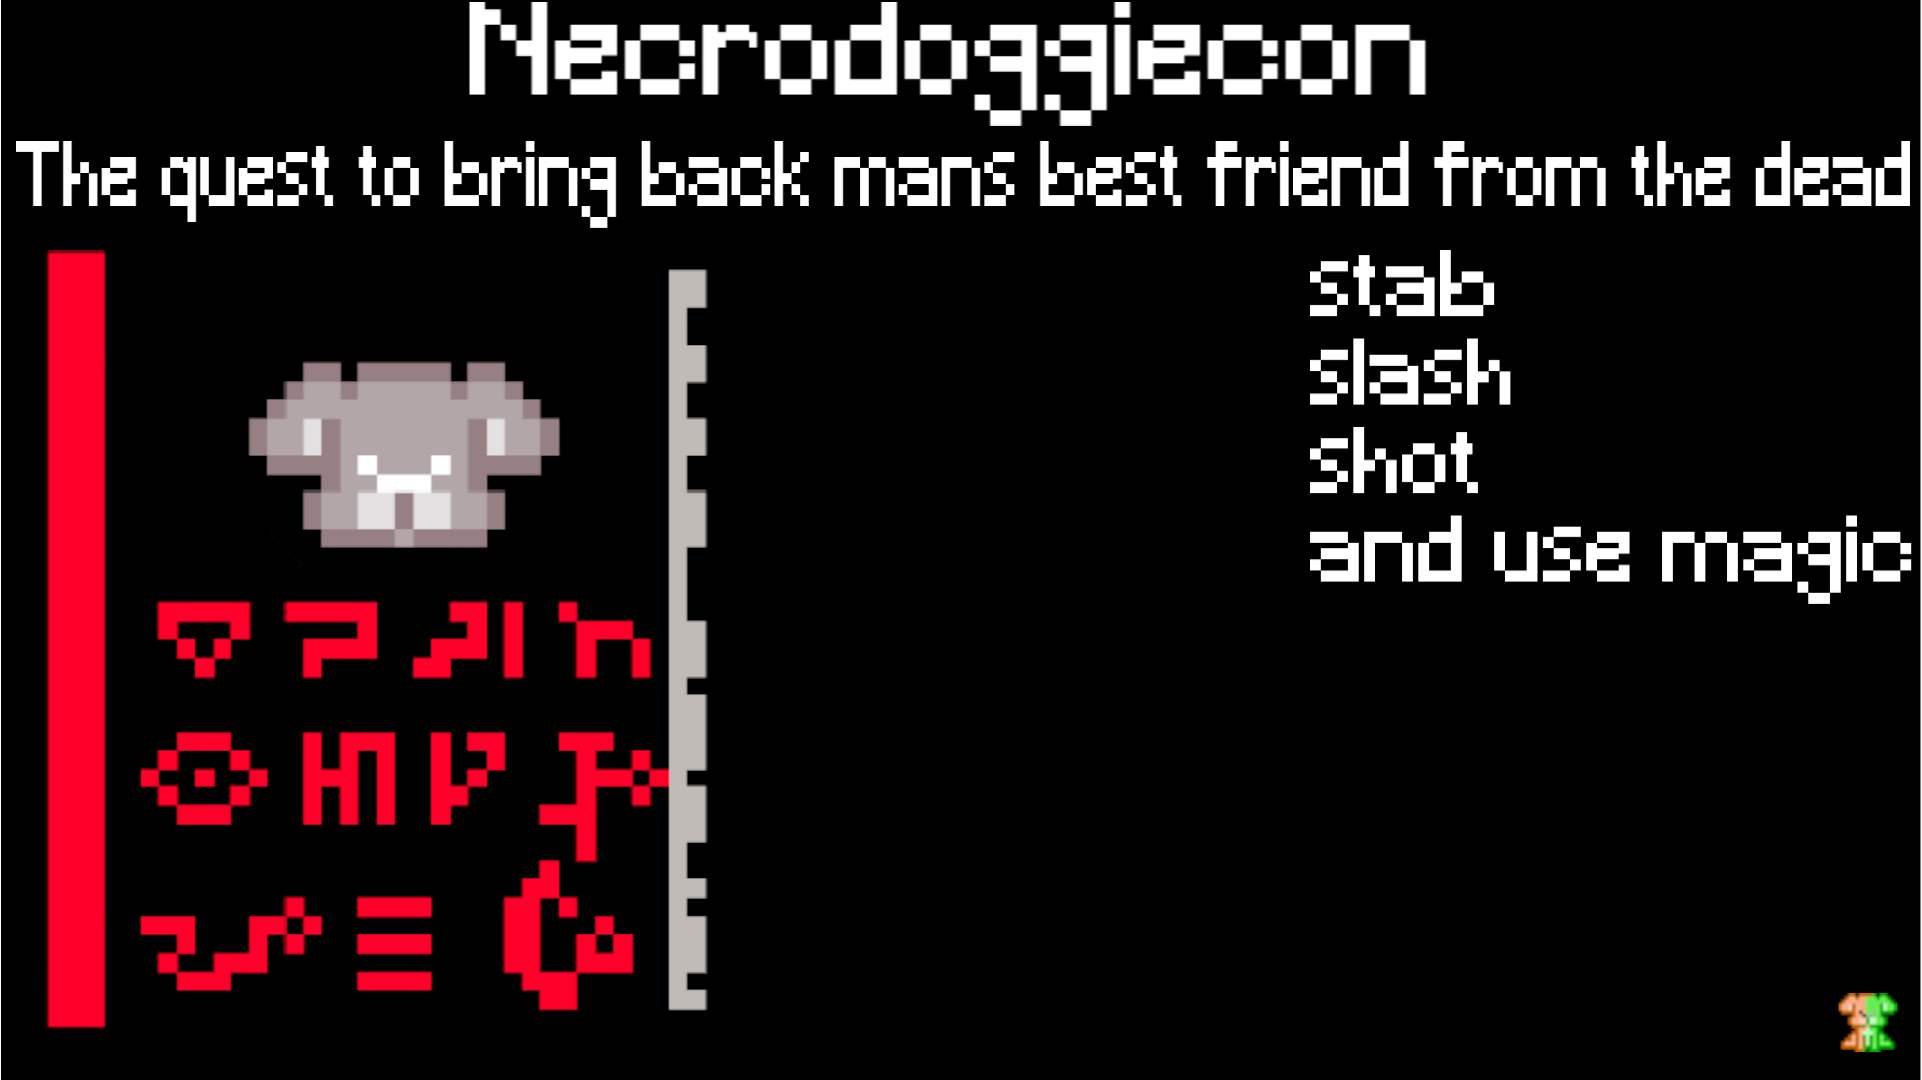 Necrodoggiecon
The quest to bring back mans best friend from the dead
stab
slash
shot
and use magic